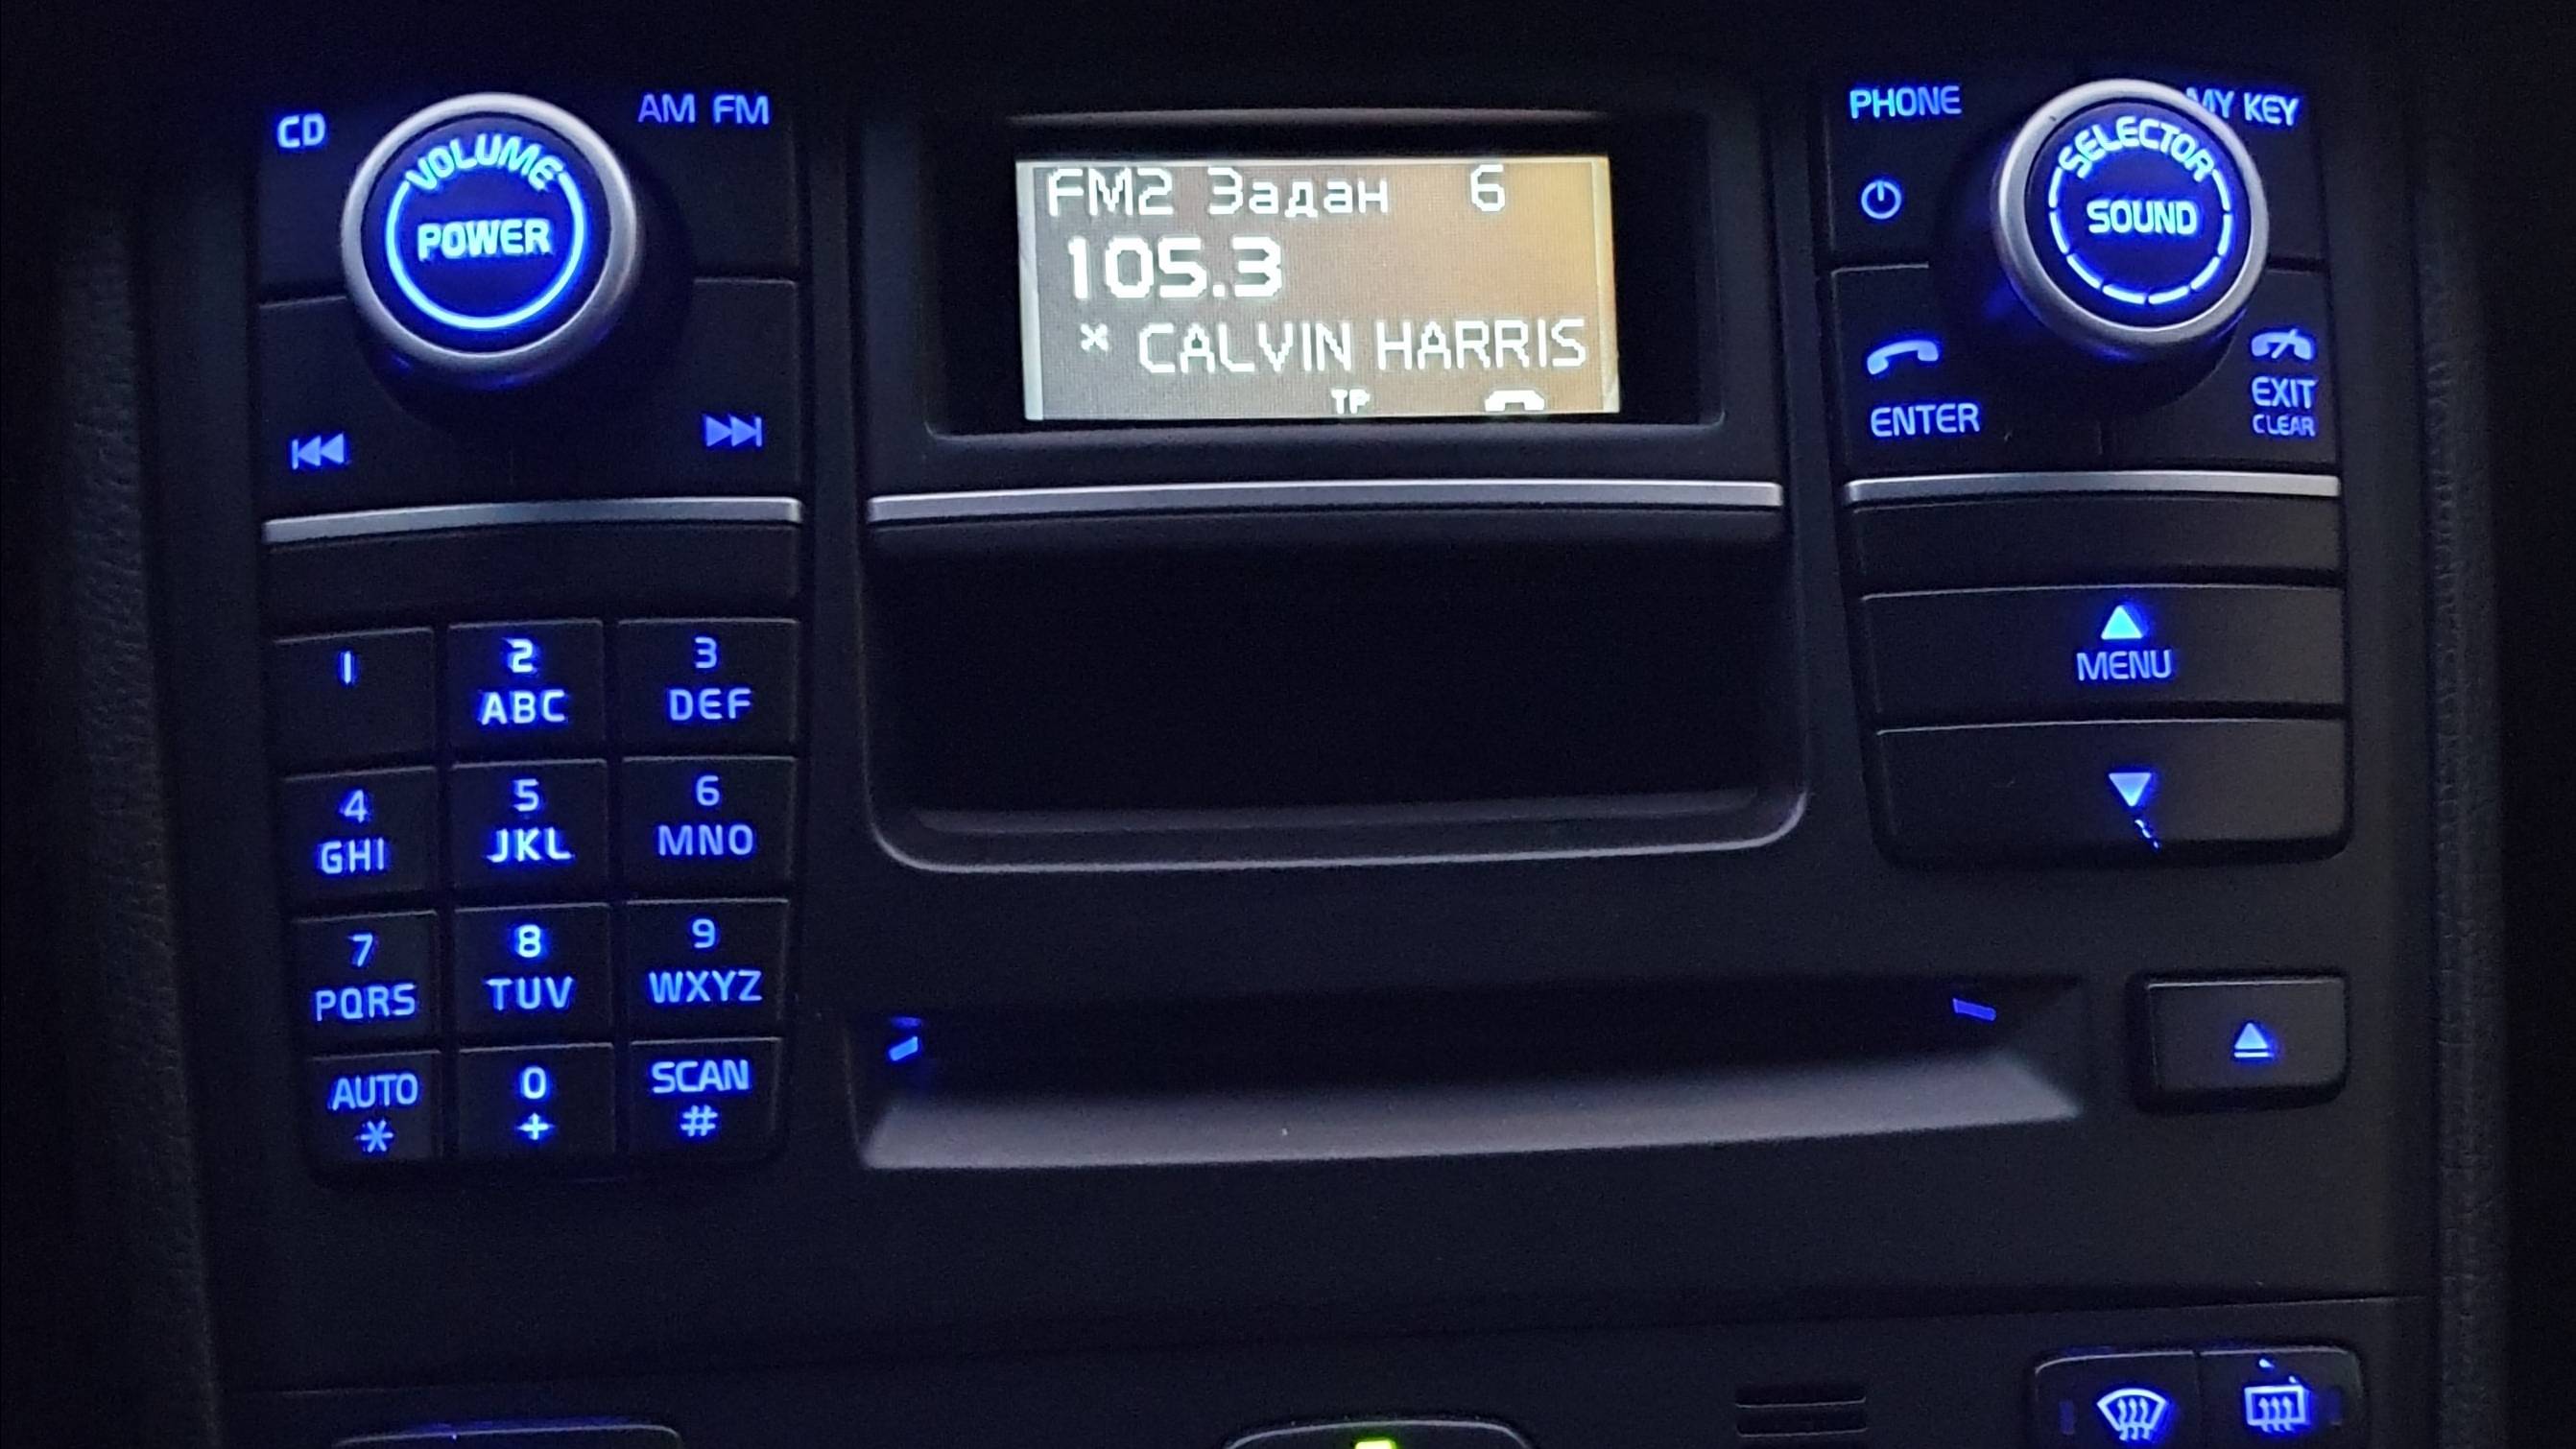 CD
VOLUME
POWER
AM FM
FM2 Задан 6
105.3
* CALVIN HARRIS
TP
PHONE
SELECTOR
SOUND
MY KEY
ENTER
EXIT
CLEAR
MENU
1
2
ABC
3
DEF
4
GHI
5
JKL
6
MNO
7
PQRS
8
TUV
9
WXYZ
AUTO
*
0
+
SCAN
#